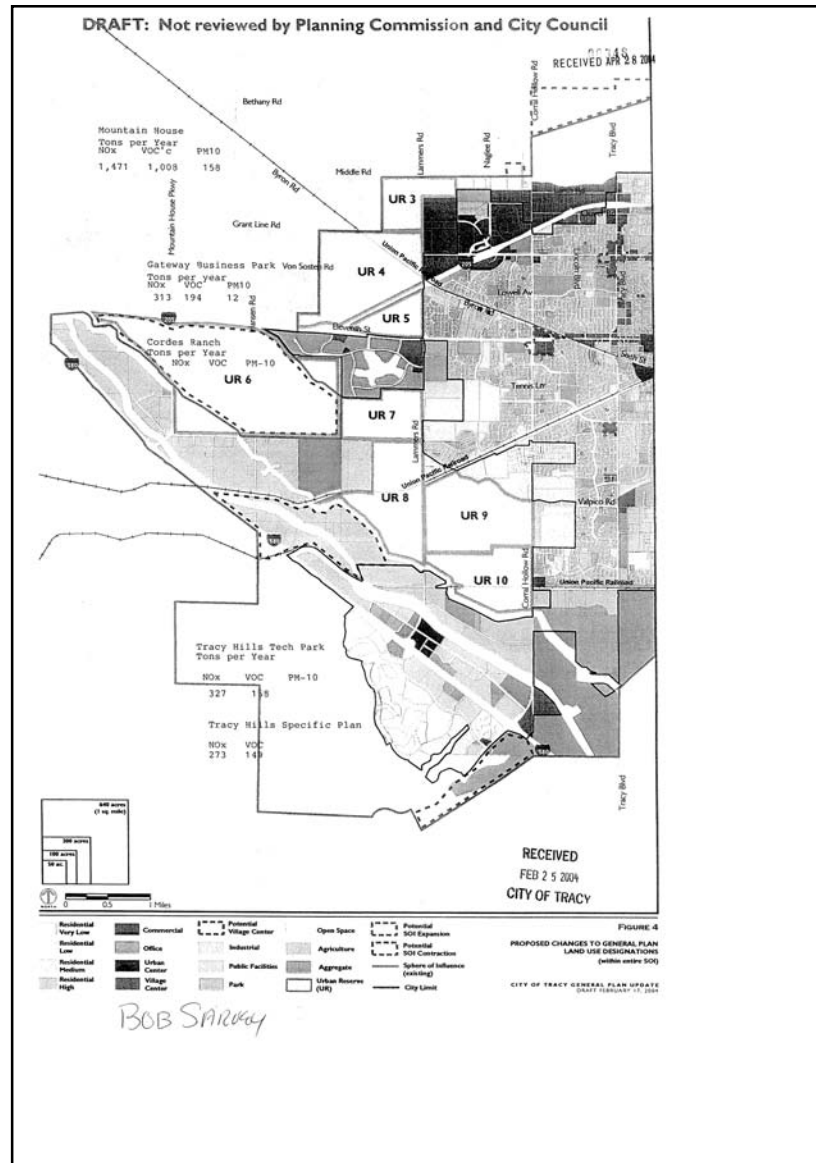 DRAFT: Not reviewed by Planning Commission and City Council
RECEIVED APR 28 2004
Bethany Rd
Corral Hollow Rd
Tracy Blvd
Mountain House
Tons per Year
NOx VOC'c PM10
1,471 1,008 158
Lammers Rd
Naglee Rd
Middle Rd
Byron Rd
Mountain House Pkwy
UR 3
Grant Line Rd
Union Pacific Railroad
Gateway Business Park
Von Sosten Rd
UR 4
Tons per year
NOx VOC PM10
313 194 12
Lowell Av
UR 5
Eleventh St
Cordes Ranch
Tons per Year
NOx VOC PM-10
UR 6
Tennis Ln
UR 7
Lammers Rd
Union Pacific Railroad
UR 8
Valpico Rd
UR 9
UR 10
Corral Hollow Rd
Union Pacific Railroad
Tracy Hills Tech Park
Tons per Year
NOx VOC PM-10
327
Tracy Hills Specific Plan
NOx VOC
273 149
Tracy Blvd
640 acres
(1 sq. mile)
200 acres
100 acres
50 ac.
NORTH
0 0.5 1 Miles
RECEIVED
FEB 25 2004
CITY OF TRACY
Residential Very Low
Commercial
Potential Village Center
Open Space
Potential SOI Expansion
FIGURE 4
Residential Low
Office
Industrial
Agriculture
Potential SOI Contraction
PROPOSED CHANGES TO GENERAL PLAN
LAND USE DESIGNATIONS
(within entire SOI)
Residential Medium
Urban Center
Public Facilities
Aggregate
Sphere of Influence (existing)
Residential High
Village Center
Park
Urban Reserve (UR)
City Limit
CITY OF TRACY GENERAL PLAN UPDATE
DRAFT FEBRUARY 17, 2004
BOB SARVEY